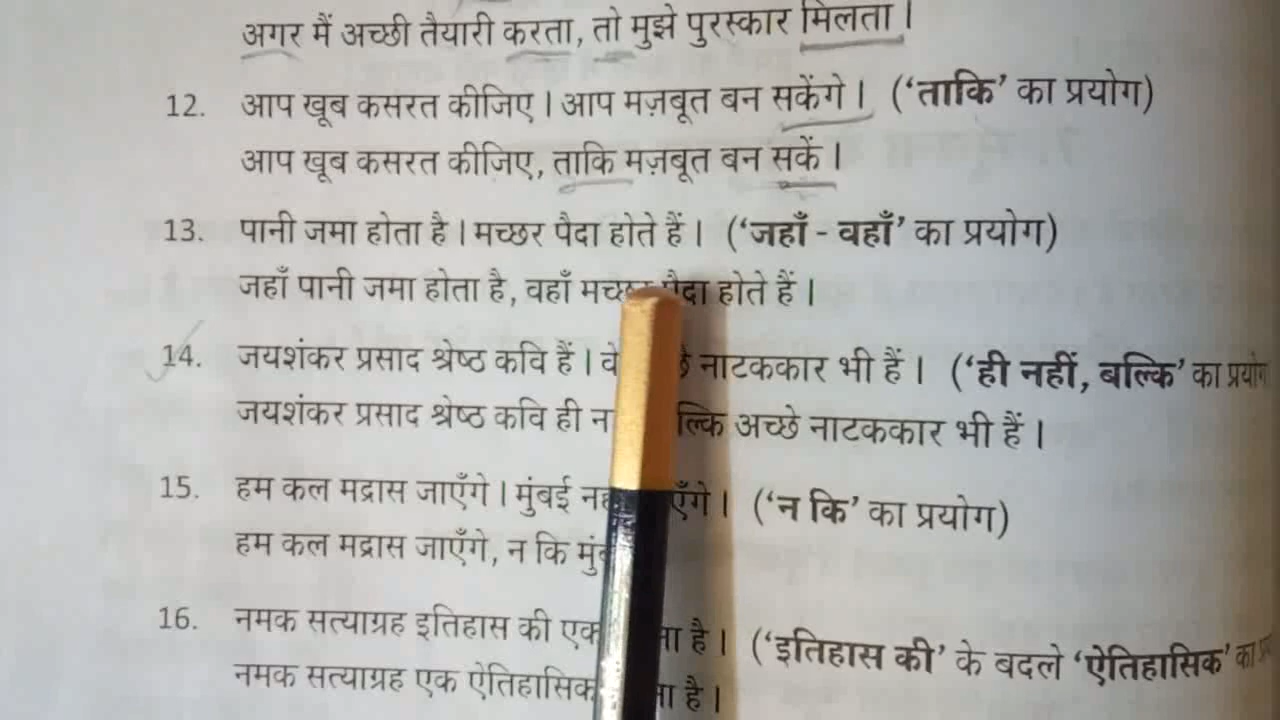 अगर मैं अच्छी तैयारी करता, तो मुझे पुरस्कार मिलता।
12. आप खूब कसरत कीजिए। आप मज़बूत बन सकेंगे। ('ताकि' का प्रयोग)
आप खूब कसरत कीजिए, ताकि मज़बूत बन सकें।
13. पानी जमा होता है। मच्छर पैदा होते हैं। ('जहाँ - वहाँ' का प्रयोग)
जहाँ पानी जमा होता है, वहाँ मच्छर पैदा होते हैं।
14. जयशंकर प्रसाद श्रेष्ठ कवि हैं। वे नाटककार भी हैं। ('ही नहीं, बल्कि' का प्रयोग
जयशंकर प्रसाद श्रेष्ठ कवि ही बल्कि अच्छे नाटककार भी हैं।
15. हम कल मद्रास जाएँगे। मुंबई ('न कि' का प्रयोग)
हम कल मद्रास जाएँगे, न कि
16. नमक सत्याग्रह इतिहास की एक है। ('इतिहास की' के बदले 'ऐतिहासिक' का
नमक सत्याग्रह एक ऐतिहासिक है।